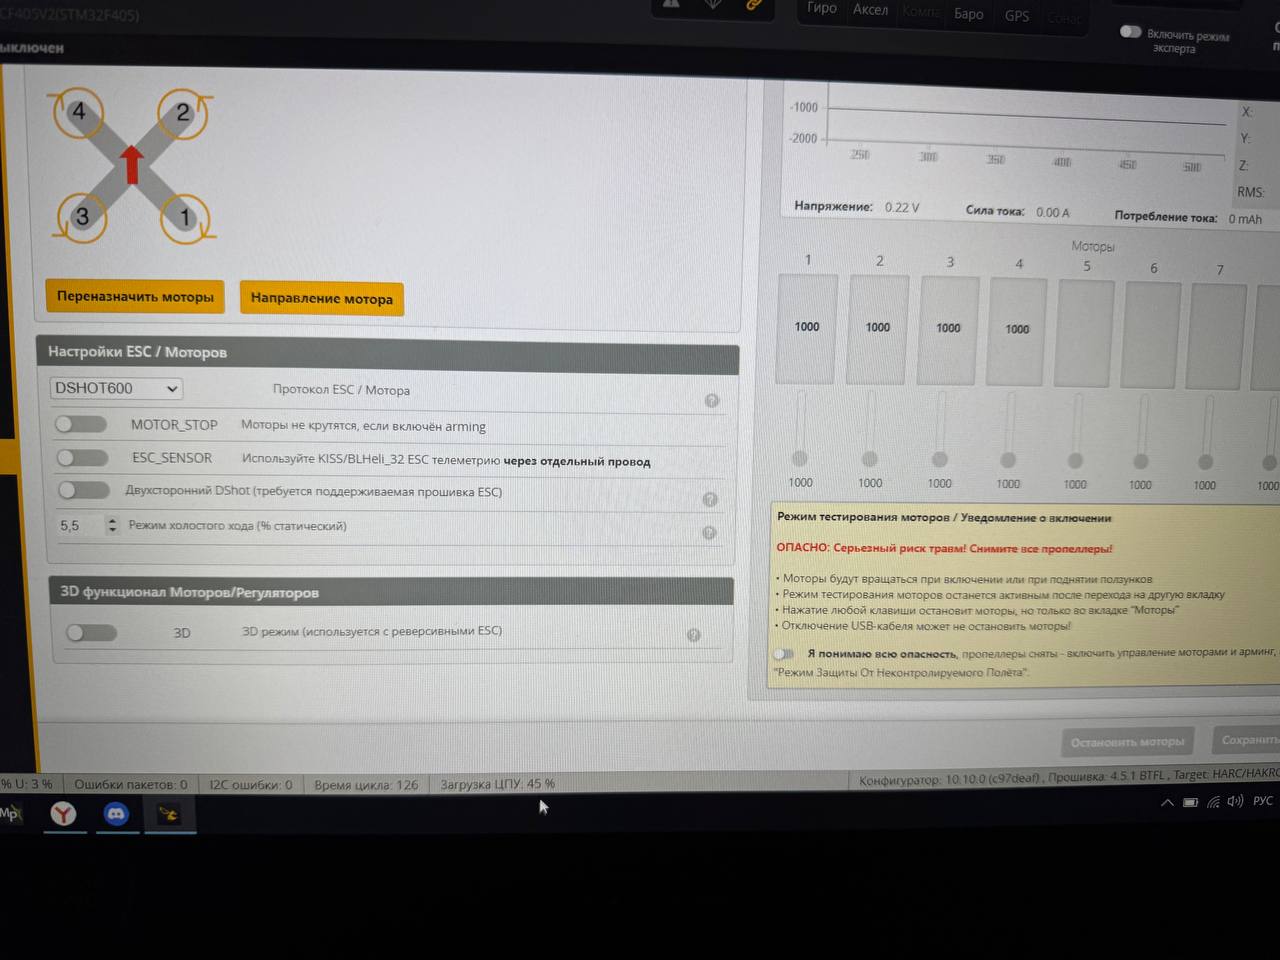 CF405V2(STM32F405)
Гиро Аксел Компа Баро GPS Сонас
Включить режим
эксперта
ыключен
4 2
3 1
Переназначить моторы Направление мотора
Настройки ESC / Моторов
DSHOT600 Протокол ESC / Мотора ?
MOTOR_STOP Моторы не крутятся, если включён arming
ESC_SENSOR Используйте KISS/BLHeli_32 ESC телеметрию через отдельный провод
Двухсторонний DShot (требуется поддерживаемая прошивка ESC) ?
5,5 Режим холостого хода (% статический) ?
3D функционал Моторов/Регуляторов
3D 3D режим (используется с реверсивными ESC) ?
-1000
-2000
250 300 350 400 450 500
X:
Y:
Z:
RMS:
Напряжение: 0.22 V Сила тока: 0.00 A Потребление тока: 0 mAh
Моторы
1 2 3 4 5 6 7
1000 1000 1000 1000
1000 1000 1000 1000 1000 1000 1000 1000
Режим тестирования моторов / Уведомление о включении
ОПАСНО: Серьезный риск травм! Снимите все пропеллеры!
• Моторы будут вращаться при включении или при поднятии ползунков
• Режим тестирования моторов останется активным после перехода на другую вкладку
• Нажатие любой клавиши остановит моторы, но только во вкладке "Моторы"
• Отключение USB-кабеля может не остановить моторы!
Я понимаю всю опасность, пропеллеры сняты - включить управление моторами и арминг,
"Режим Защиты От Неконтролируемого Полёта".
Остановить моторы Сохранить
% U: 3 % Ошибки пакетов: 0 I2C ошибки: 0 Время цикла: 126 Загрузка ЦПУ: 45 %
Конфигуратор: 10.10.0 (c97deaf) , Прошивка: 4.5.1 BTFL , Target: HARC/HAKRC
РУС